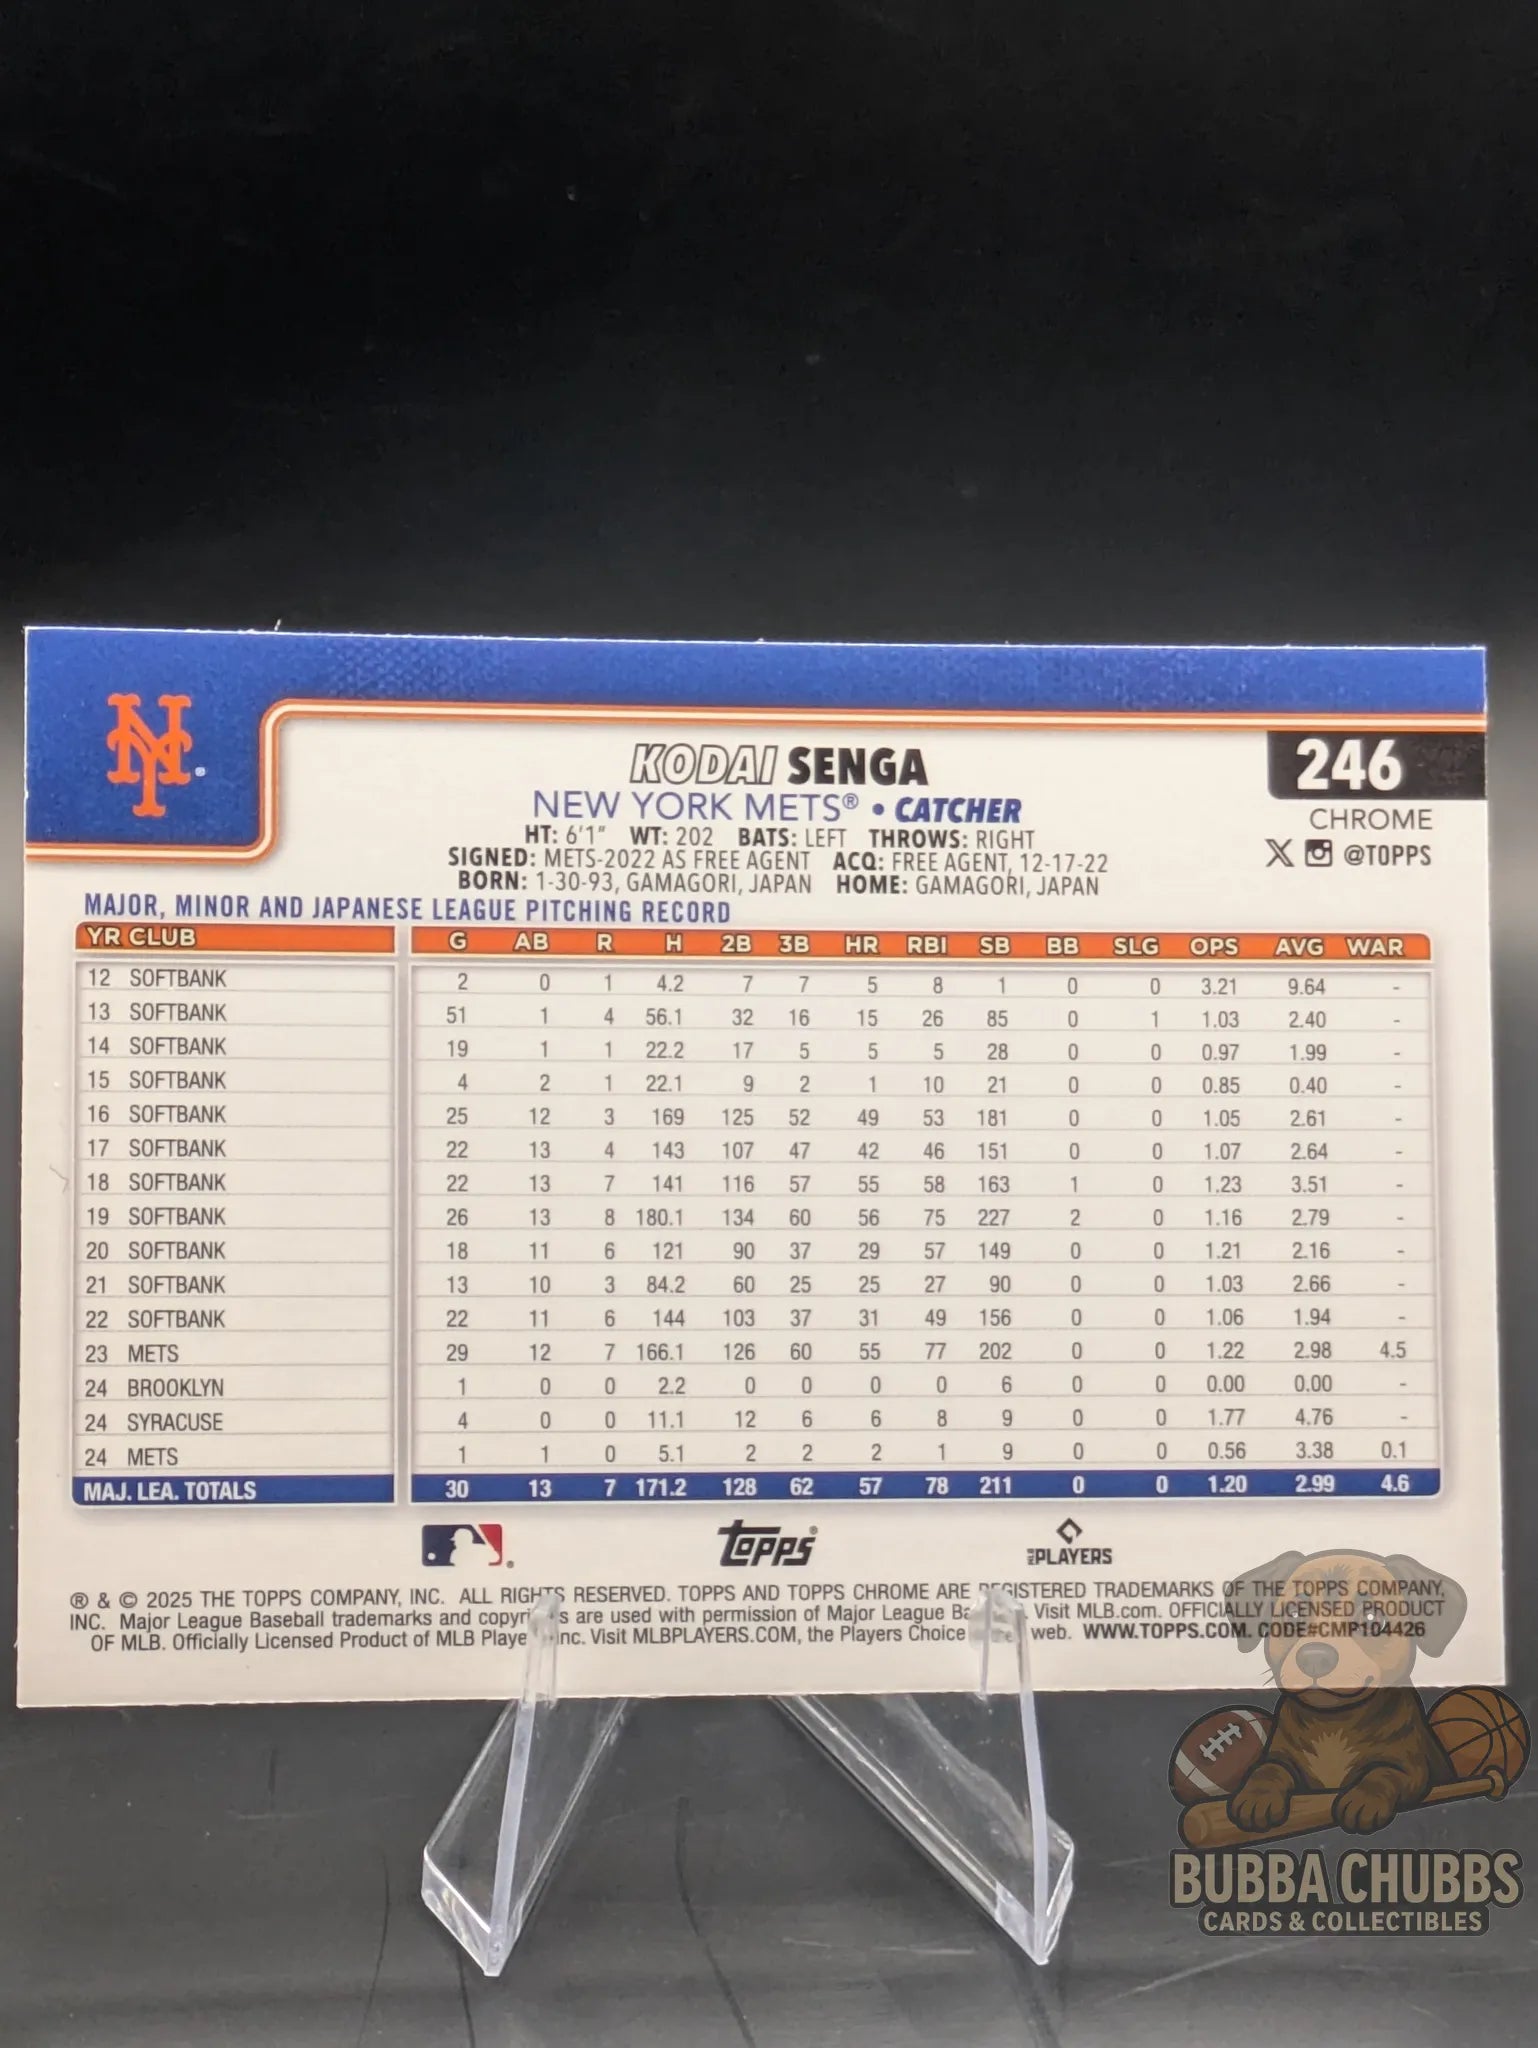 NY
KODAI SENGA
246
NEW YORK METS® • CATCHER
CHROME
HT: 6'1" WT: 202 BATS: LEFT THROWS: RIGHT
@TOPPS
SIGNED: METS-2022 AS FREE AGENT ACQ: FREE AGENT, 12-17-22
BORN: 1-30-93, GAMAGORI, JAPAN HOME: GAMAGORI, JAPAN
MAJOR, MINOR AND JAPANESE LEAGUE PITCHING RECORD
YR CLUB G AB R H 2B 3B HR RBI SB BB SLG OPS AVG WAR
12 SOFTBANK 2 0 1 4.2 7 7 5 8 1 0 0 3.21 9.64 -
13 SOFTBANK 51 1 4 56.1 32 16 15 26 85 0 1 1.03 2.40 -
14 SOFTBANK 19 1 1 22.2 17 5 5 5 28 0 0 0.97 1.99 -
15 SOFTBANK 4 2 1 22.1 9 2 1 10 21 0 0 0.85 0.40 -
16 SOFTBANK 25 12 3 169 125 52 49 53 181 0 0 1.05 2.61 -
17 SOFTBANK 22 13 4 143 107 47 42 46 151 0 0 1.07 2.64 -
18 SOFTBANK 22 13 7 141 116 57 55 58 163 1 0 1.23 3.51 -
19 SOFTBANK 26 13 8 180.1 134 60 56 75 227 2 0 1.16 2.79 -
20 SOFTBANK 18 11 6 121 90 37 29 57 149 0 0 1.21 2.16 -
21 SOFTBANK 13 10 3 84.2 60 25 25 27 90 0 0 1.03 2.66 -
22 SOFTBANK 22 11 6 144 103 37 31 49 156 0 0 1.06 1.94 -
23 METS 29 12 7 166.1 126 60 55 77 202 0 0 1.22 2.98 4.5
24 BROOKLYN 1 0 0 2.2 0 0 0 0 6 0 0 0.00 0.00 -
24 SYRACUSE 4 0 0 11.1 12 6 6 8 9 0 0 1.77 4.76 -
24 METS 1 1 0 5.1 2 2 2 1 9 0 0 0.56 3.38 0.1
MAJ. LEA. TOTALS 30 13 7 171.2 128 62 57 78 211 0 0 1.20 2.99 4.6
Topps® MLB PLAYERS
® & © 2025 THE TOPPS COMPANY, INC. ALL RIGHTS RESERVED. TOPPS AND TOPPS CHROME ARE REGISTERED TRADEMARKS OF THE TOPPS COMPANY,
INC. Major League Baseball trademarks and are used with permission of Major League Visit MLB.com. OFFICIALLY LICENSED PRODUCT
OF MLB. Officially Licensed Product of MLB Inc. Visit MLBPLAYERS.COM, the Players Choice web. WWW.TOPPS.COM. CODE#CMP104426
BUBBA CHUBBS
CARDS & COLLECTIBLES